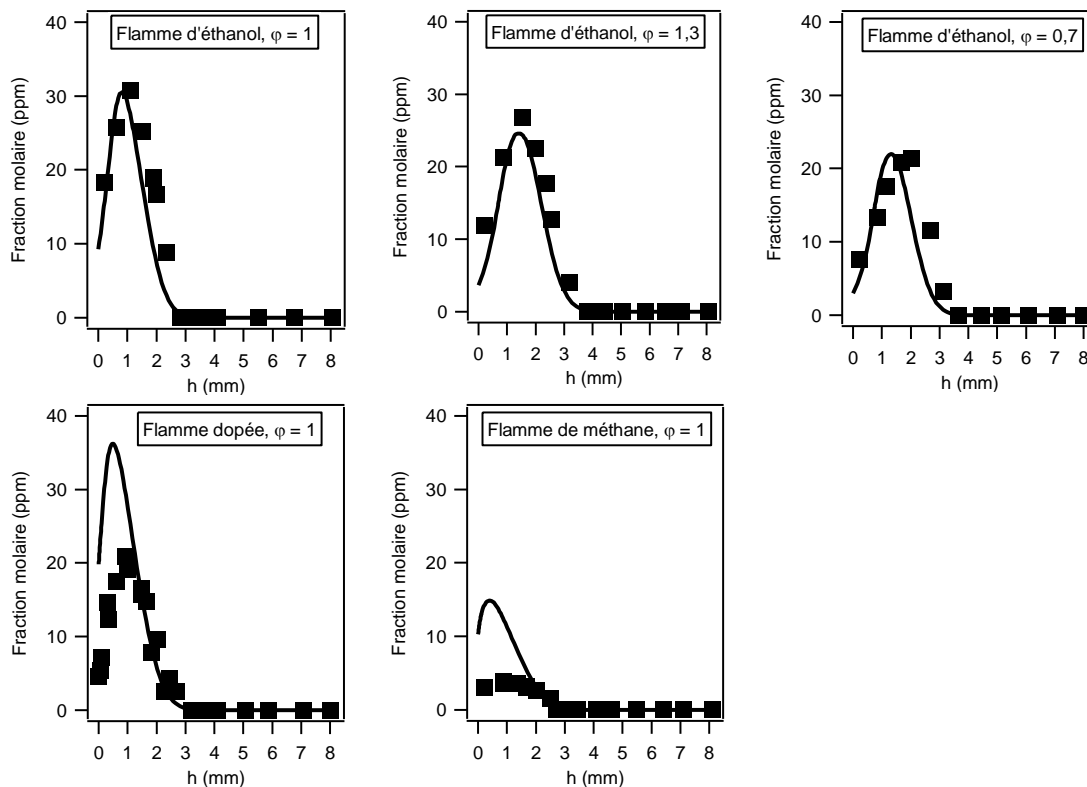 Flamme d'éthanol, φ = 1
Fraction molaire (ppm)
40
30
20
10
0
0 1 2 3 4 5 6 7 8
h (mm)
Flamme d'éthanol, φ = 1,3
Fraction molaire (ppm)
40
30
20
10
0
0 1 2 3 4 5 6 7 8
h (mm)
Flamme d'éthanol, φ = 0,7
Fraction molaire (ppm)
40
30
20
10
0
0 1 2 3 4 5 6 7 8
h (mm)
Flamme dopée, φ = 1
Fraction molaire (ppm)
40
30
20
10
0
0 1 2 3 4 5 6 7 8
h (mm)
Flamme de méthane, φ = 1
Fraction molaire (ppm)
40
30
20
10
0
0 1 2 3 4 5 6 7 8
h (mm)